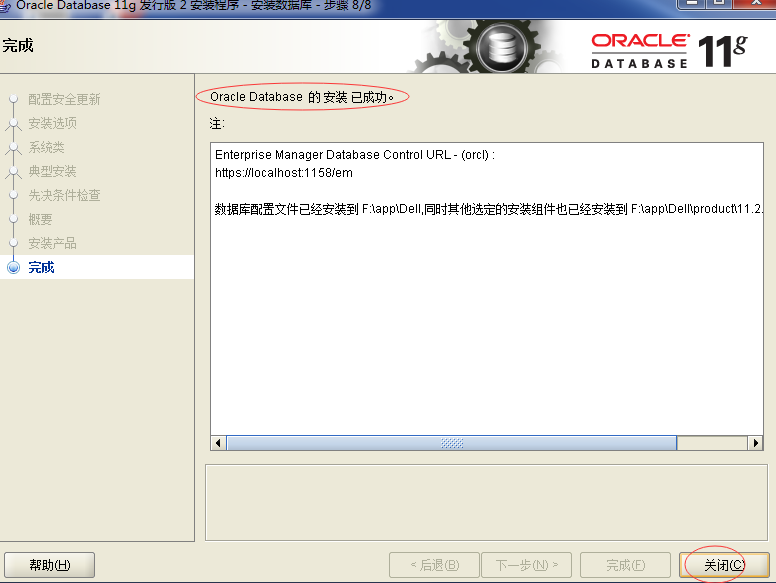 Oracle Database 11g 发行版 2 安装程序 - 安装数据库 - 步骤 8/8
完成
ORACLE
DATABASE
11g
配置安全更新
安装选项
系统类
典型安装
先决条件检查
概要
安装产品
完成
Oracle Database 的 安装 已成功。
注:
Enterprise Manager Database Control URL - (orcl) :
https://localhost:1158/em
数据库配置文件已经安装到 F:\app\Dell,同时其他选定的安装组件也已经安装到 F:\app\Dell\product\11.2.
帮助(H)
< 后退(B)
下一步(N) >
完成(F)
关闭(C)